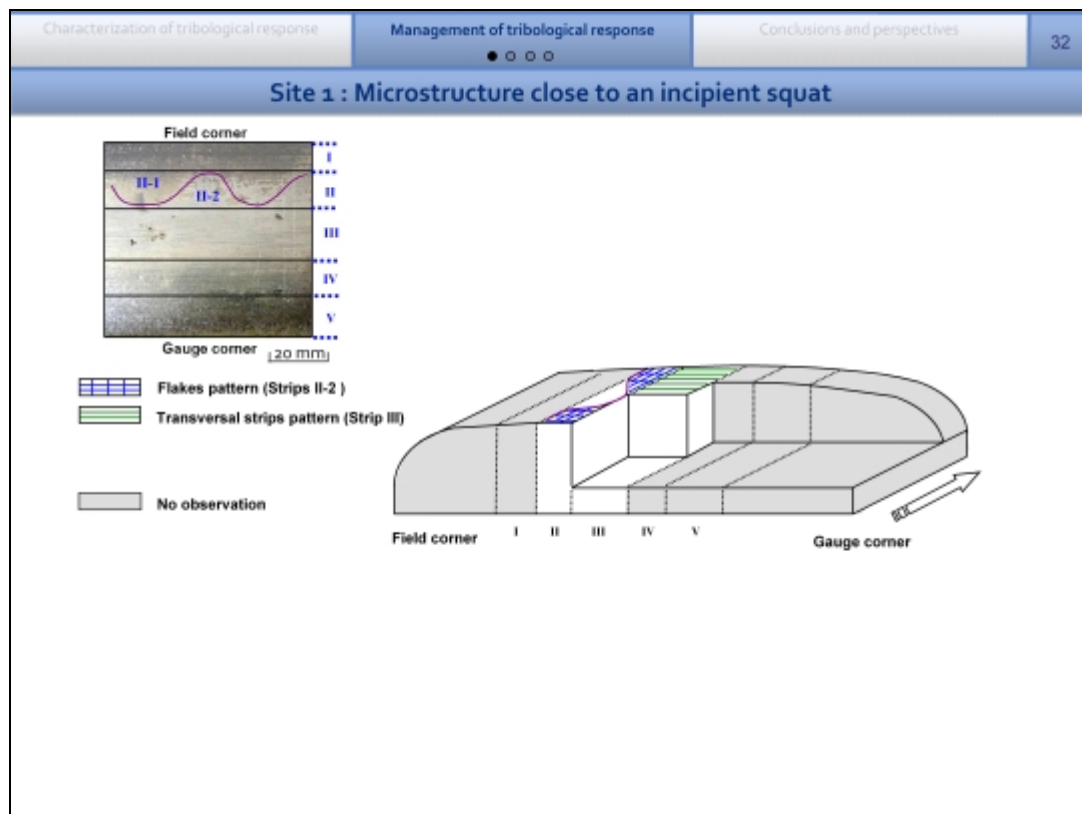 Characterization of tribological response
Management of tribological response
Conclusions and perspectives
32
Site 1 : Microstructure close to an incipient squat
Field corner
I
II-1
II-2
II
III
IV
V
Gauge corner
20 mm
Flakes pattern (Strips II-2 )
Transversal strips pattern (Strip III)
No observation
Field corner
I
II
III
IV
V
Gauge corner